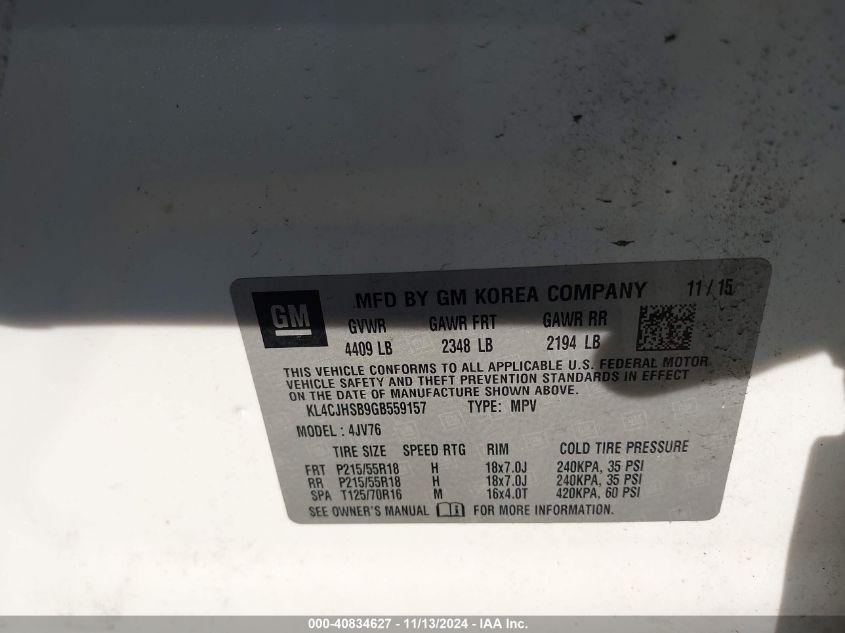 GM
MFD BY GM KOREA COMPANY 11/15
GVWR GAWR FRT GAWR RR
4409 LB 2348 LB 2194 LB
THIS VEHICLE CONFORMS TO ALL APPLICABLE U.S. FEDERAL MOTOR
VEHICLE SAFETY AND THEFT PREVENTION STANDARDS IN EFFECT
ON THE DATE OF MANUFACTURE SHOWN ABOVE.
KL4CJHSB9GB559157 TYPE: MPV
MODEL: 4JV76
TIRE SIZE SPEED RTG RIM COLD TIRE PRESSURE
FRT P215/55R18 H 18x7.0J 240KPA, 35 PSI
RR P215/55R18 H 18x7.0J 240KPA, 35 PSI
SPA T125/70R16 M 16x4.0T 420KPA, 60 PSI
SEE OWNER'S MANUAL FOR MORE INFORMATION.
000-40834627 - 11/13/2024 - IAA Inc.